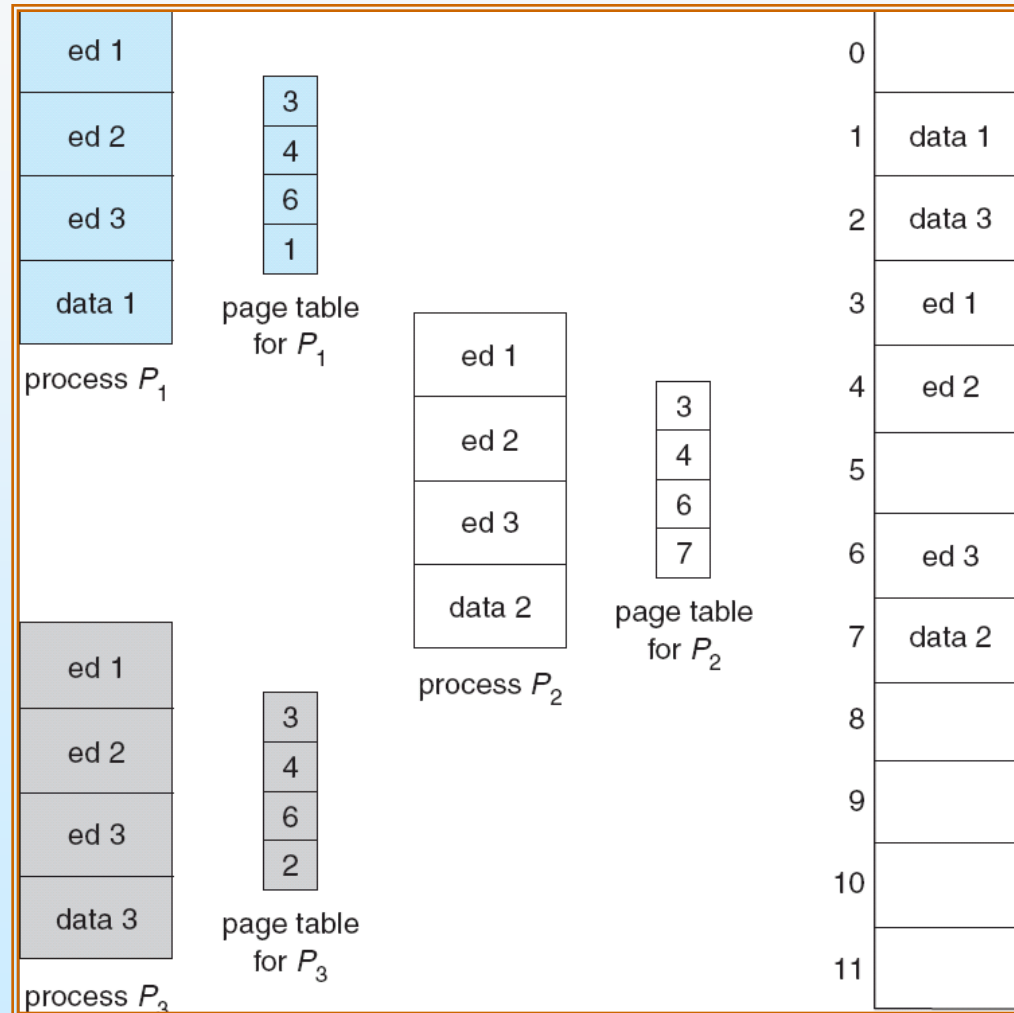 ed 1
ed 2
ed 3
data 1
process P1
3
4
6
1
page table
for P1
ed 1
ed 2
ed 3
data 2
process P2
3
4
6
7
page table
for P2
ed 1
ed 2
ed 3
data 3
process P3
3
4
6
2
page table
for P3
0
1 data 1
2 data 3
3 ed 1
4 ed 2
5
6 ed 3
7 data 2
8
9
10
11